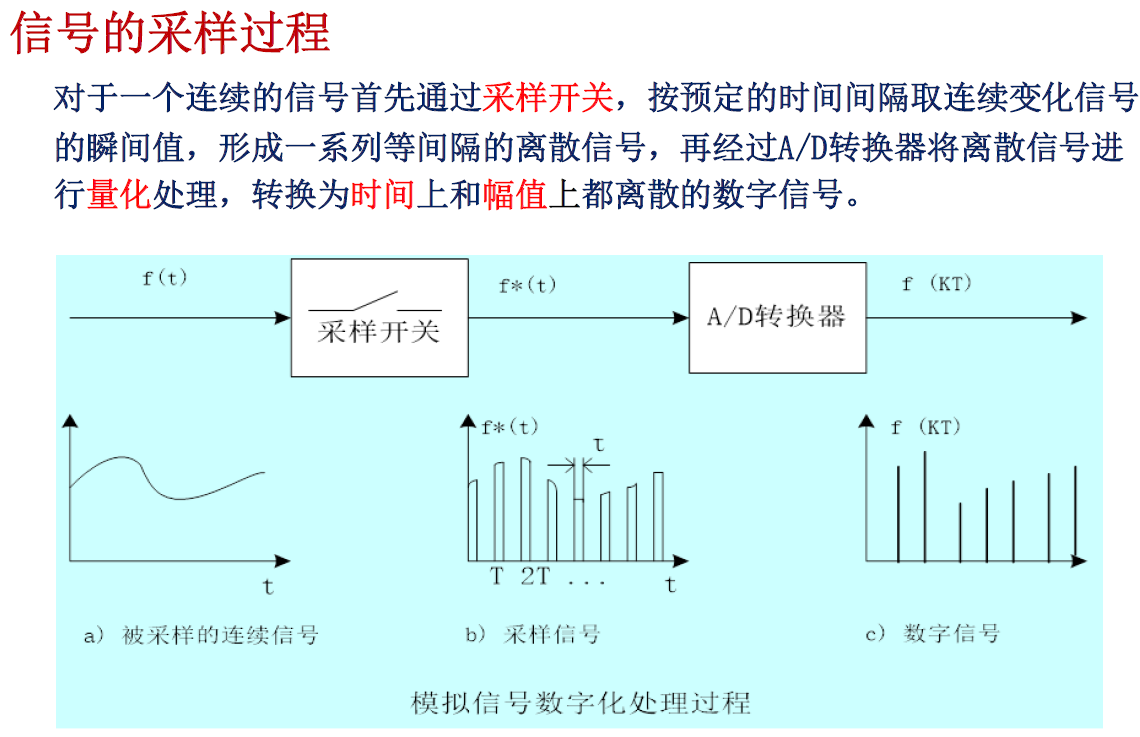 信号的采样过程
对于一个连续的信号首先通过采样开关，按预定的时间间隔取连续变化信号
的瞬间值，形成一系列等间隔的离散信号，再经过A/D转换器将离散信号进
行量化处理，转换为时间上和幅值上都离散的数字信号。
f(t)
采样开关
f*(t)
A/D转换器
f (KT)
t
f*(t)
τ
T 2T ...
t
f (KT)
a) 被采样的连续信号
b) 采样信号
c) 数字信号
模拟信号数字化处理过程